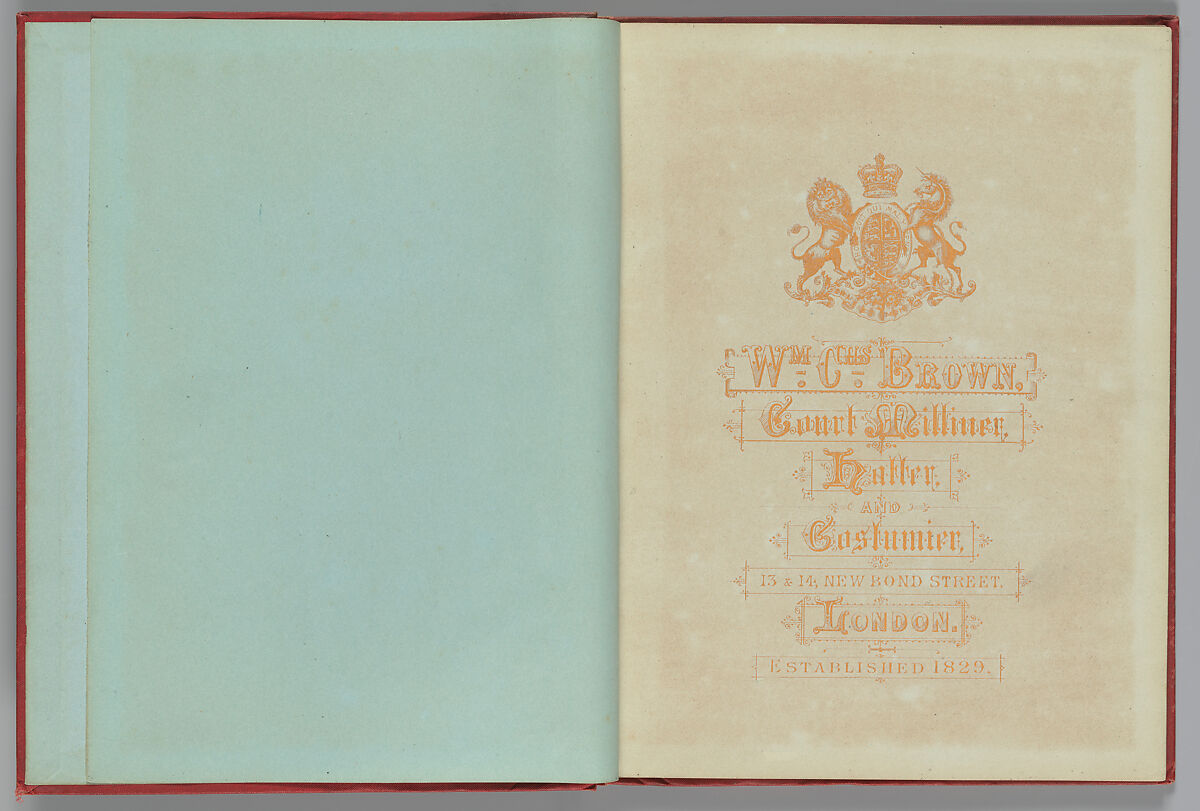 Wᴹ. Cᴴˢ. BROWN,
Court Milliner,
Hatter,
AND
Costumier,
13 & 14, NEW BOND STREET.
LONDON.
ESTABLISHED 1829.